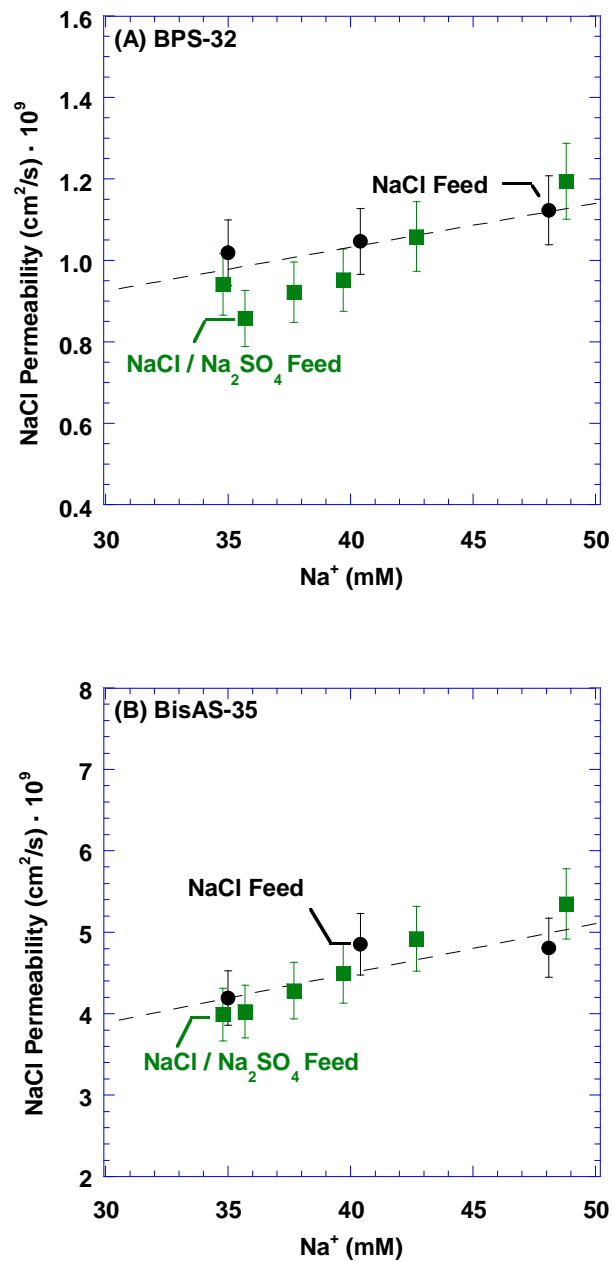 (A) BPS-32
NaCl Permeability (cm²/s) · 10⁹
1.6
1.4
1.2
1.0
0.8
0.6
0.4
NaCl Feed
NaCl / Na₂SO₄ Feed
30 35 40 45 50
Na⁺ (mM)
(B) BisAS-35
NaCl Permeability (cm²/s) · 10⁹
8
7
6
5
4
3
2
NaCl Feed
NaCl / Na₂SO₄ Feed
30 35 40 45 50
Na⁺ (mM)